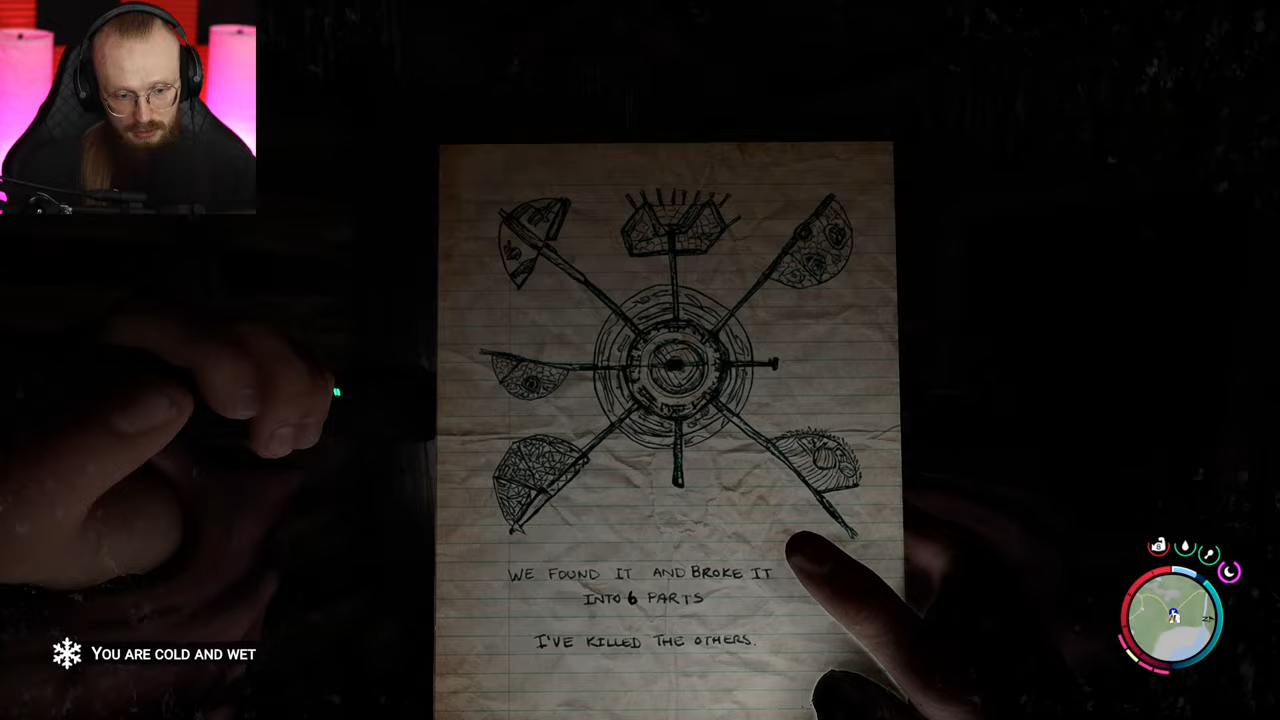 WE FOUND IT AND BROKE IT
INTO 6 PARTS
I'VE KILLED THE OTHERS.
YOU ARE COLD AND WET